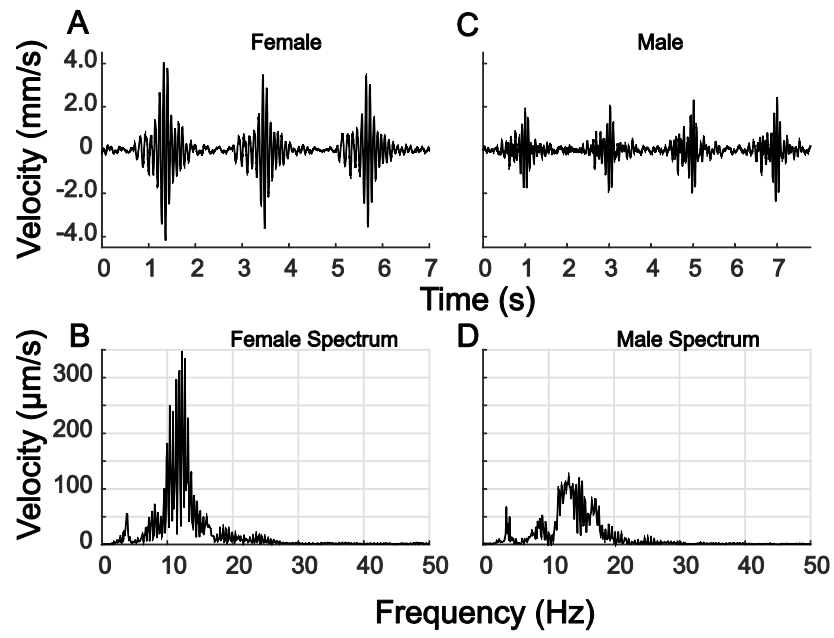 A
Female
C
Male
Velocity (mm/s)
4.0
2.0
0
-2.0
-4.0
0 1 2 3 4 5 6 7
0 1 2 3 4 5 6 7
Time (s)
B
Female Spectrum
D
Male Spectrum
Velocity (μm/s)
300
200
100
0
0 10 20 30 40 50
0 10 20 30 40 50
Frequency (Hz)